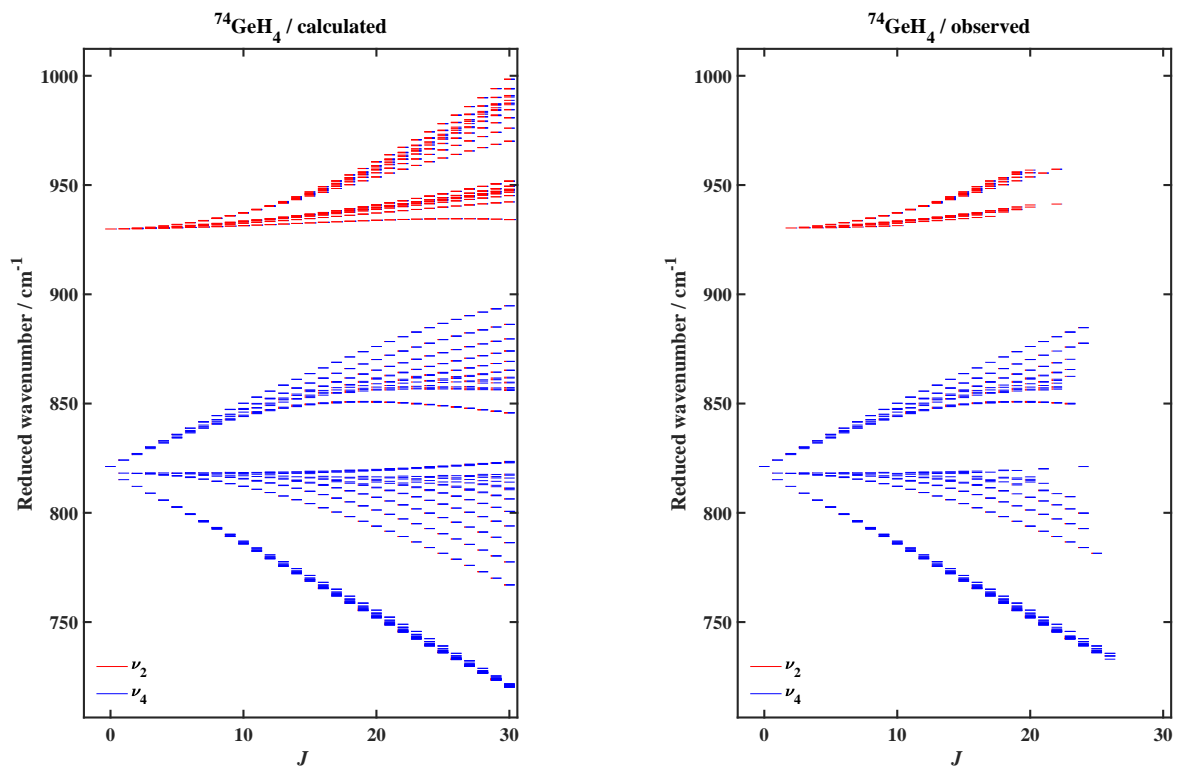 ⁷⁴GeH₄ / calculated
Reduced wavenumber / cm⁻¹
1000
950
900
850
800
750
0
10
20
30
J
ν₂
ν₄
⁷⁴GeH₄ / observed
Reduced wavenumber / cm⁻¹
1000
950
900
850
800
750
0
10
20
30
J
ν₂
ν₄